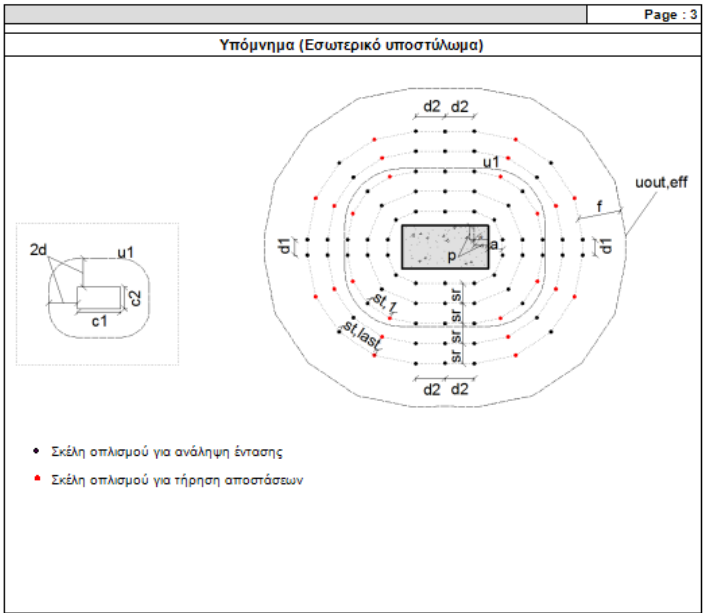 Page : 3
Υπόμνημα (Εσωτερικό υποστύλωμα)
d2 d2
u1
uout,eff
f
d1
a
p
d1
2d
u1
c2
c1
st,1
sr
sr
sr
sr
st,last
d2 d2
Σκέλη οπλισμού για ανάληψη έντασης
Σκέλη οπλισμού για τήρηση αποστάσεων